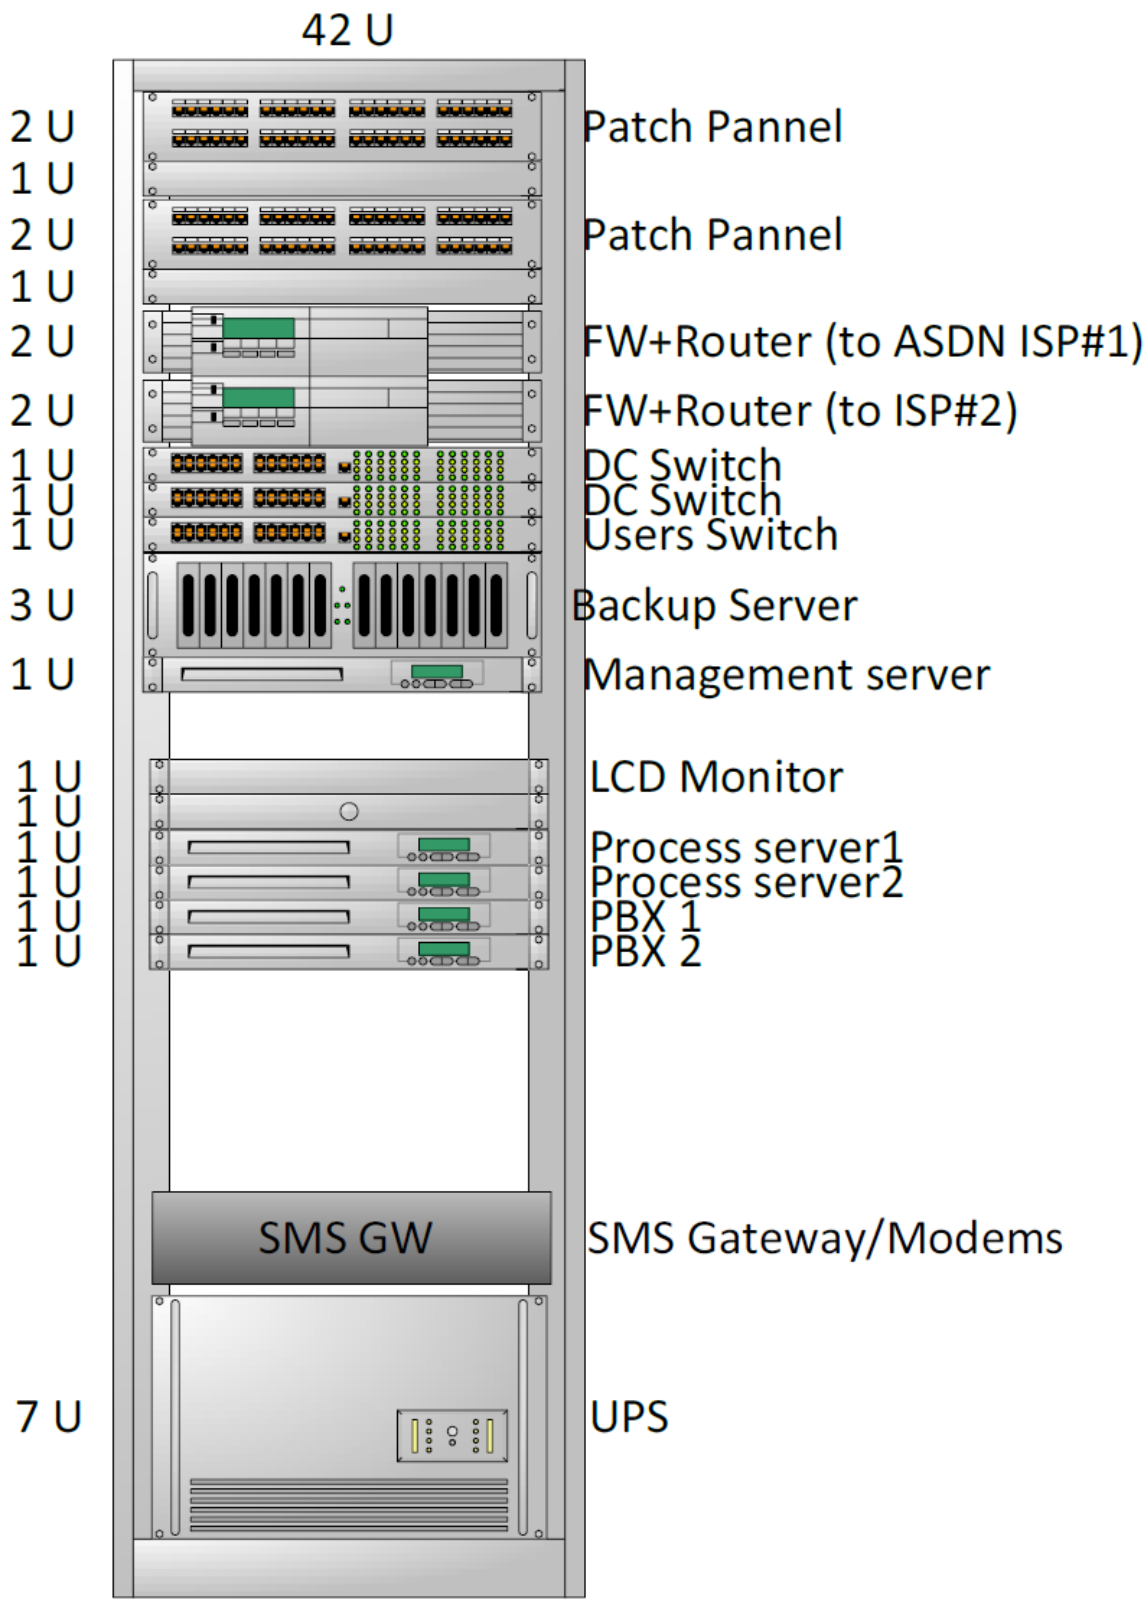 42 U
2 U Patch Pannel
1 U
2 U Patch Pannel
1 U
2 U FW+Router (to ASDN ISP#1)
2 U FW+Router (to ISP#2)
1 U DC Switch
1 U DC Switch
1 U Users Switch
3 U Backup Server
1 U Management server
1 U LCD Monitor
1 U
1 U Process server1
1 U Process server2
1 U PBX 1
1 U PBX 2
SMS GW SMS Gateway/Modems
7 U UPS